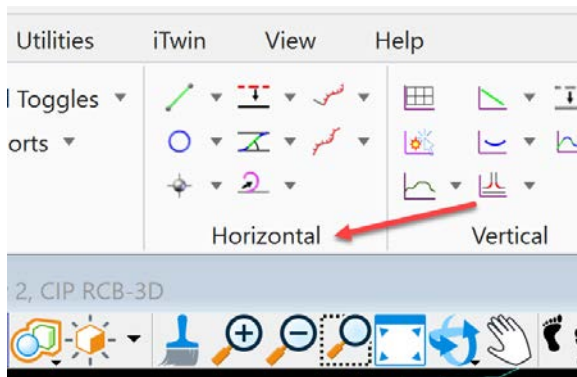 Utilities iTwin View Help
Toggles
orts
Horizontal Vertical
2, CIP RCB-3D